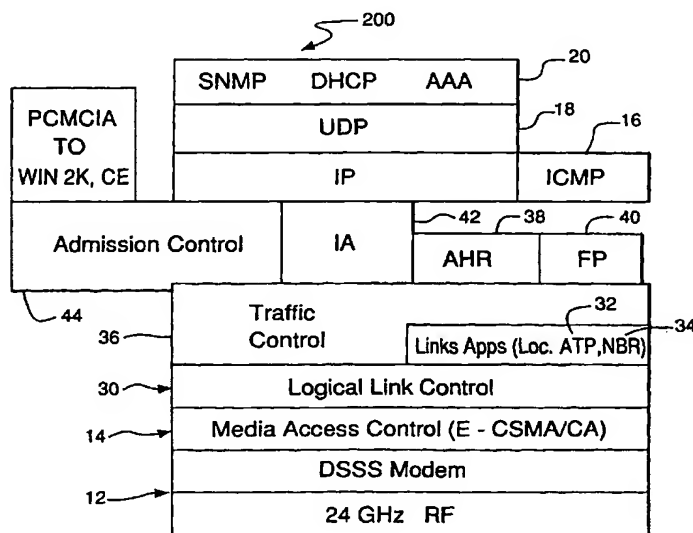 200
SNMP DHCP AAA
20
PCMCIA
TO
WIN 2K, CE
UDP
18
16
IP
ICMP
42
38
40
Admission Control
IA
AHR
FP
44
36
Traffic
Control
32
34
Links Apps (Loc. ATP,NBR)
30
Logical Link Control
14
Media Access Control (E - CSMA/CA)
DSSS Modem
12
24 GHz RF